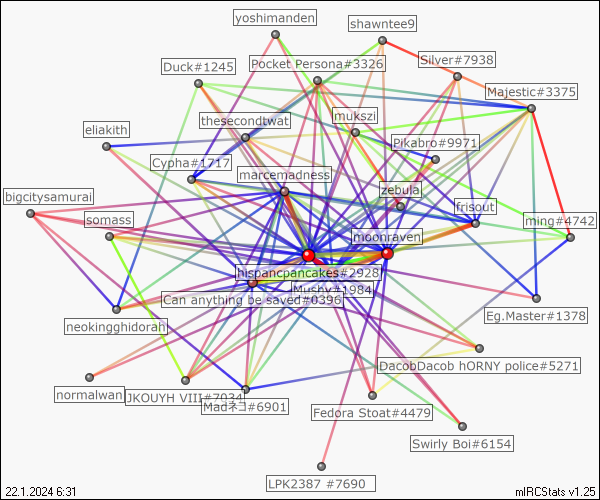 yoshimanden
shawntee9
Pocket Persona#3326
Silver#7938
Duck#1245
Majestic#3375
thesecondtwat
mukszi
eliakith
Pikabro#9971
Cypha#1717
marcemadness
zebula
bigcitysamurai
frisout
somass
ming#4742
moonraven
hispancpancakes#2928
Mushy#1984
Can anything be saved#0396
Eg.Master#1378
neokingghidorah
DacobDacob hORNY police#5271
normalwan
JKOUYH VIII#7034
Madネコ#6901
Fedora Stoat#4479
Swirly Boi#6154
LPK2387 #7690
22.1.2024 6:31
mIRCStats v1.25